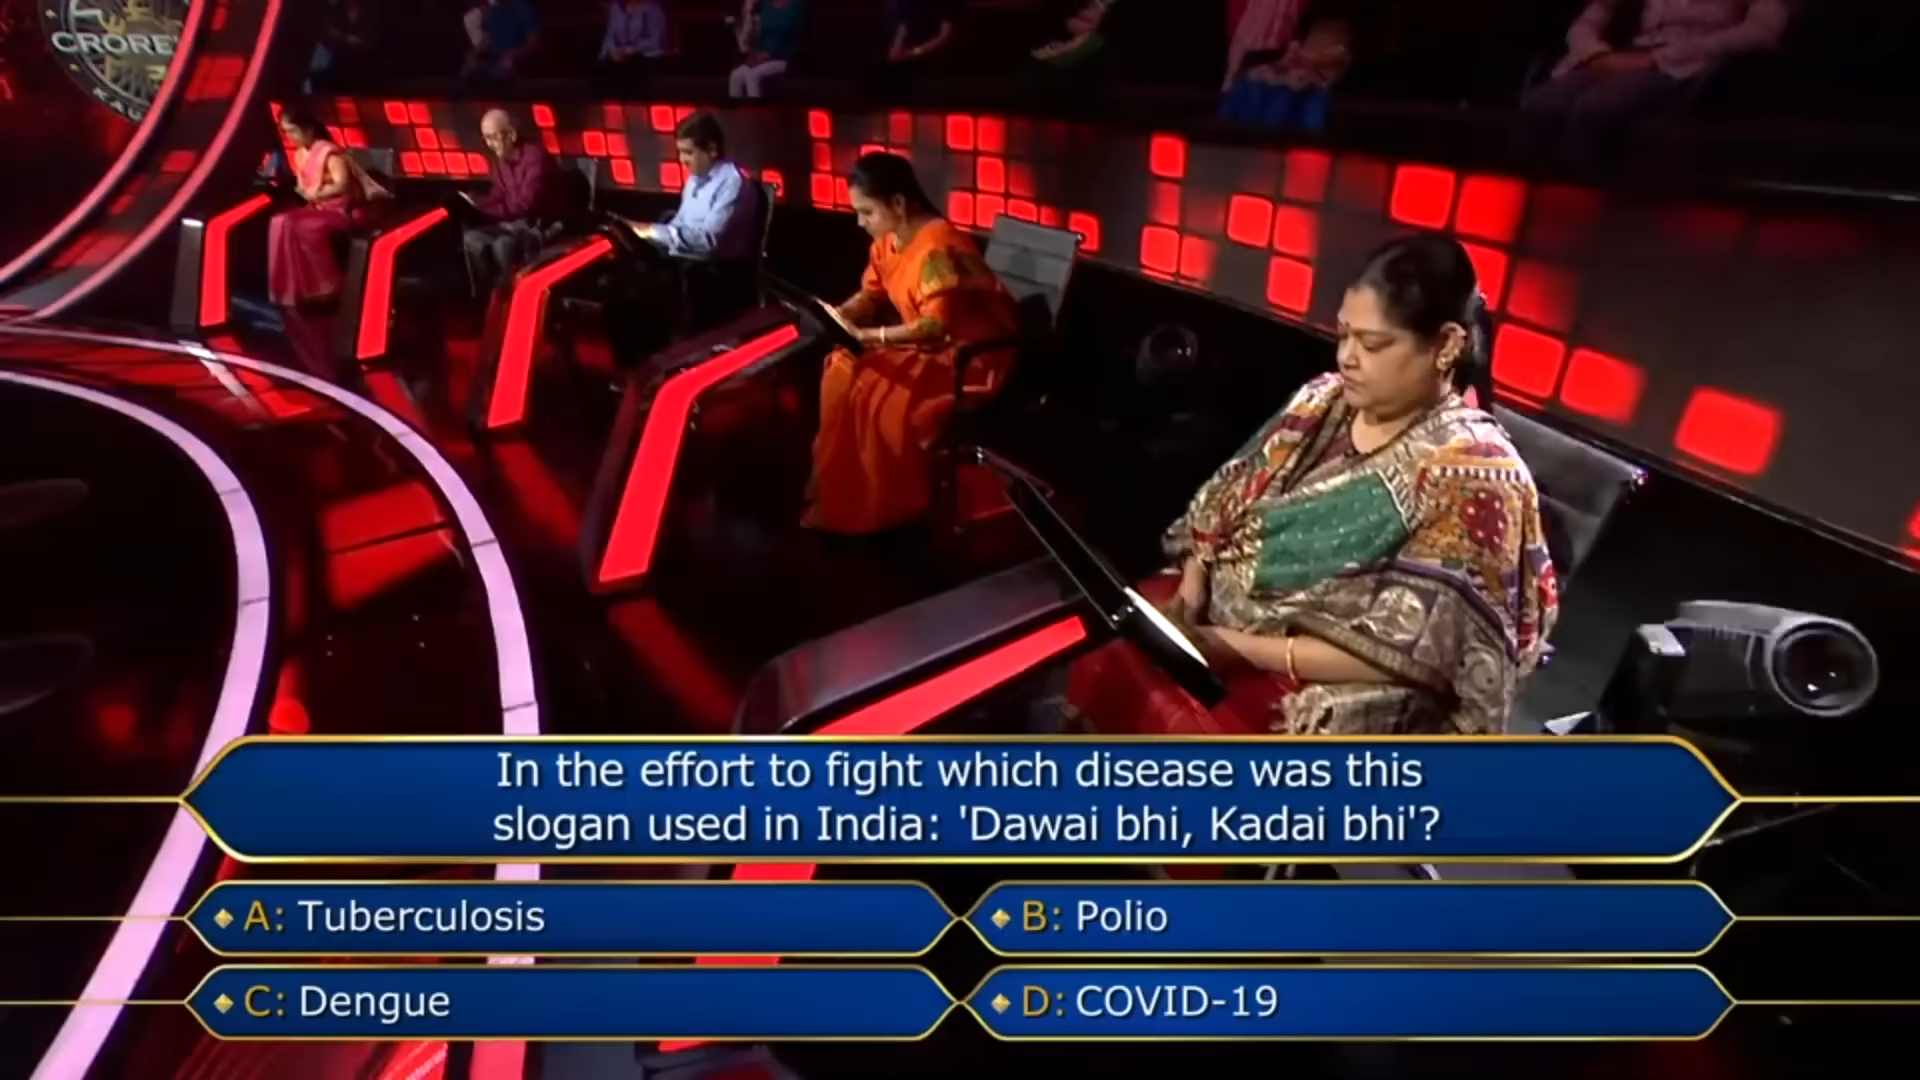 CRORE
KAU
In the effort to fight which disease was this
slogan used in India: 'Dawai bhi, Kadai bhi'?
A: Tuberculosis
B: Polio
C: Dengue
D: COVID-19